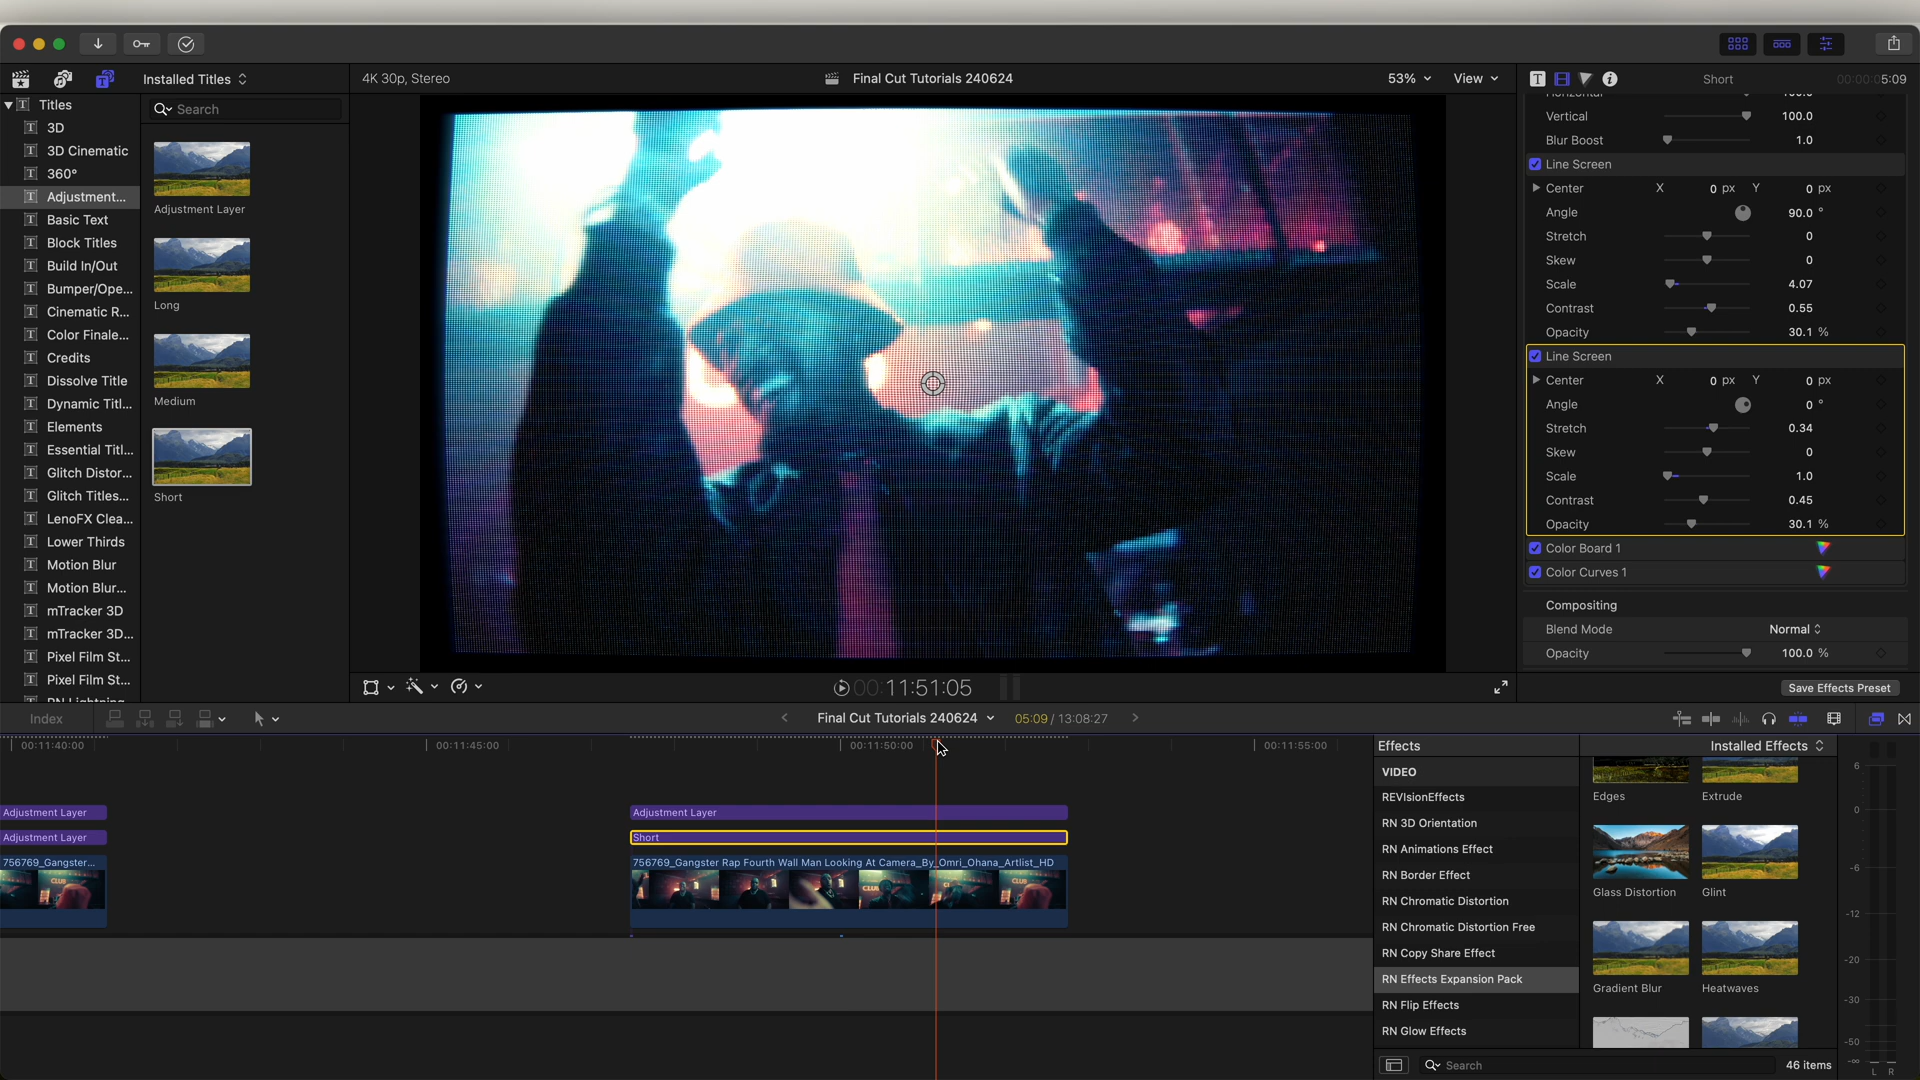 Installed Titles
4K 30p, Stereo
Final Cut Tutorials 240624
53%
View
Short
00:00:05:09
Titles
Search
3D
3D Cinematic
360°
Adjustment...
Basic Text
Block Titles
Build In/Out
Bumper/Ope...
Cinematic R...
Color Finale...
Credits
Dissolve Title
Dynamic Titl...
Elements
Essential Titl...
Glitch Distor...
Glitch Titles...
LenoFX Clea...
Lower Thirds
Motion Blur
Motion Blur...
mTracker 3D
mTracker 3D...
Pixel Film St...
Pixel Film St...
RN Lightning
Adjustment Layer
Long
Medium
Short
Horizontal 100.0
Vertical 100.0
Blur Boost 1.0
Line Screen
Center X 0 px Y 0 px
Angle 90.0 °
Stretch 0
Skew 0
Scale 4.07
Contrast 0.55
Opacity 30.1 %
Line Screen
Center X 0 px Y 0 px
Angle 0 °
Stretch 0.34
Skew 0
Scale 1.0
Contrast 0.45
Opacity 30.1 %
Color Board 1
Color Curves 1
Compositing
Blend Mode Normal
Opacity 100.0 %
Save Effects Preset
00:11:51:05
Index
Final Cut Tutorials 240624
05:09 / 13:08:27
00:11:40:00
00:11:45:00
00:11:50:00
00:11:55:00
Adjustment Layer
Adjustment Layer
756769_Gangster...
Adjustment Layer
Short
756769_Gangster Rap Fourth Wall Man Looking At Camera_By_Omri_Ohana_Artlist_HD
Effects
Installed Effects
VIDEO
REVisionEffects
RN 3D Orientation
RN Animations Effect
RN Border Effect
RN Chromatic Distortion
RN Chromatic Distortion Free
RN Copy Share Effect
RN Effects Expansion Pack
RN Flip Effects
RN Glow Effects
Edges
Extrude
Glass Distortion
Glint
Gradient Blur
Heatwaves
Search
46 items
6
0
-6
-12
-20
-30
-50
-∞
L R